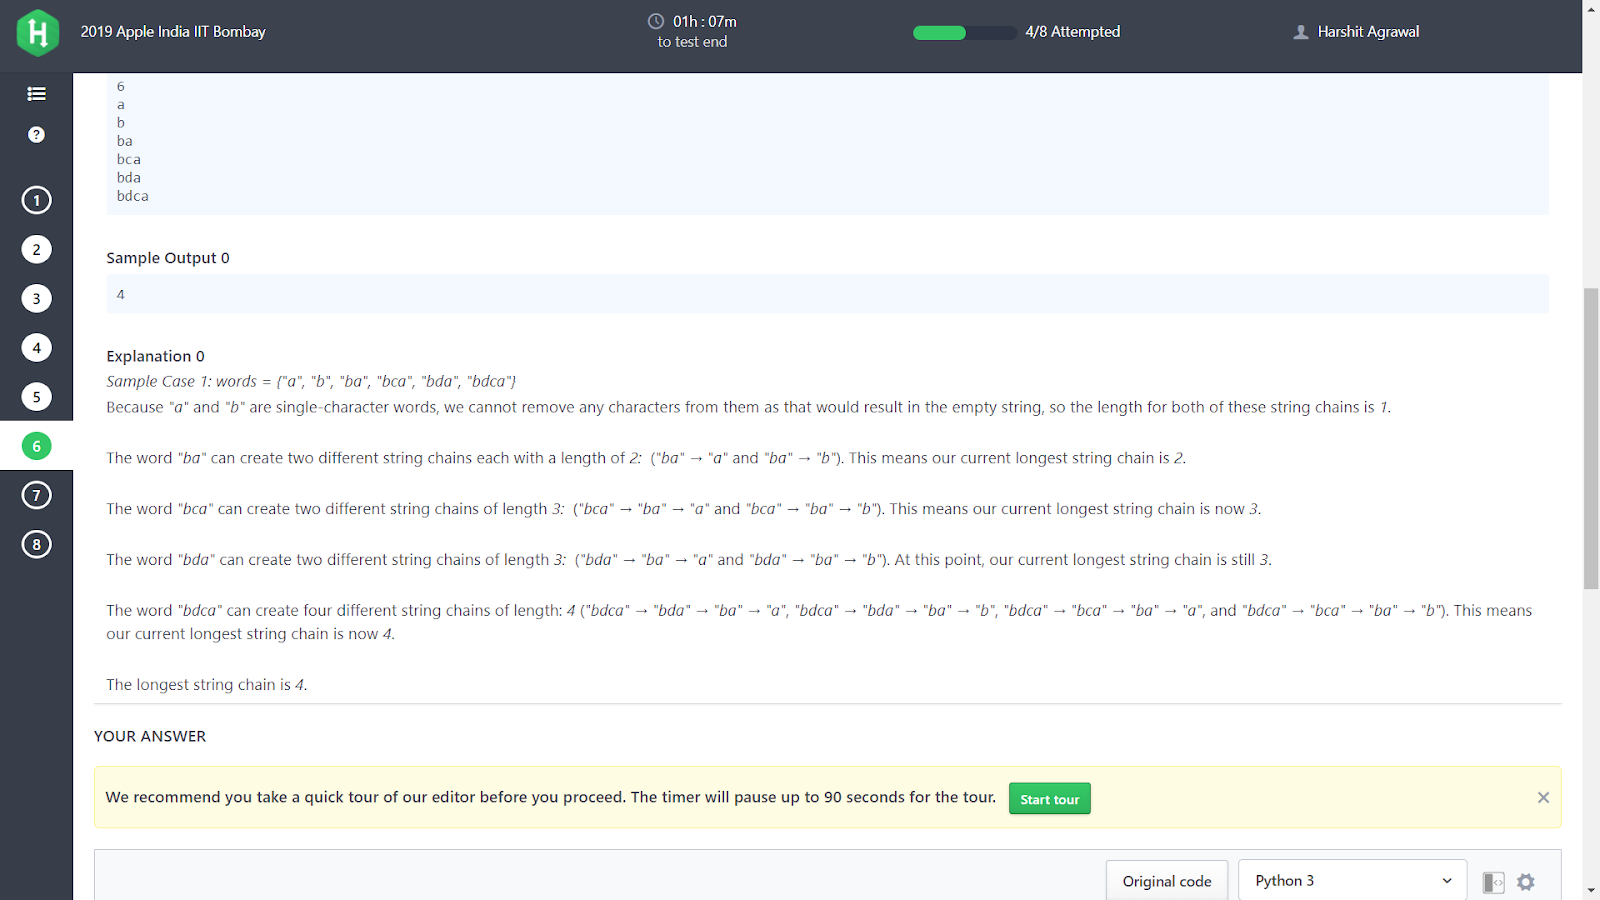 2019 Apple India IIT Bombay
01h : 07m
to test end
4/8 Attempted
Harshit Agrawal
6
a
b
ba
bca
bda
bdca
1
2
3
4
5
6
7
8
Sample Output 0
4
Explanation 0
Sample Case 1: words = {"a", "b", "ba", "bca", "bda", "bdca"}
Because "a" and "b" are single-character words, we cannot remove any characters from them as that would result in the empty string, so the length for both of these string chains is 1.
The word "ba" can create two different string chains each with a length of 2: ("ba" → "a" and "ba" → "b"). This means our current longest string chain is 2.
The word "bca" can create two different string chains of length 3: ("bca" → "ba" → "a" and "bca" → "ba" → "b"). This means our current longest string chain is now 3.
The word "bda" can create two different string chains of length 3: ("bda" → "ba" → "a" and "bda" → "ba" → "b"). At this point, our current longest string chain is still 3.
The word "bdca" can create four different string chains of length: 4 ("bdca" → "bda" → "ba" → "a", "bdca" → "bda" → "ba" → "b", "bdca" → "bca" → "ba" → "a", and "bdca" → "bca" → "ba" → "b"). This means
our current longest string chain is now 4.
The longest string chain is 4.
YOUR ANSWER
We recommend you take a quick tour of our editor before you proceed. The timer will pause up to 90 seconds for the tour.
Start tour
Original code
Python 3